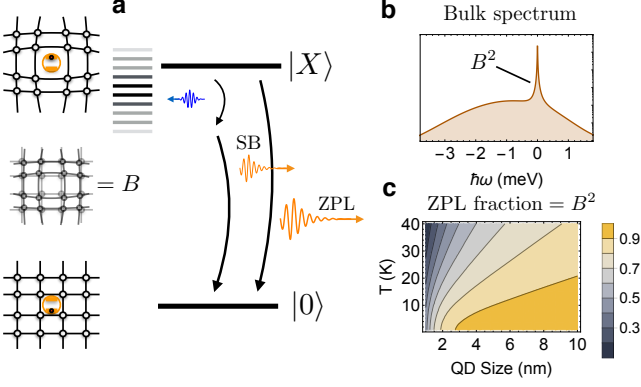 a
|X⟩
= B
SB
ZPL
|0⟩
b
Bulk spectrum
B²
−3 −2 −1 0 1
ħω (meV)
c
ZPL fraction = B²
T (K)
40
30
20
10
2 4 6 8 10
QD Size (nm)
0.9
0.7
0.5
0.3